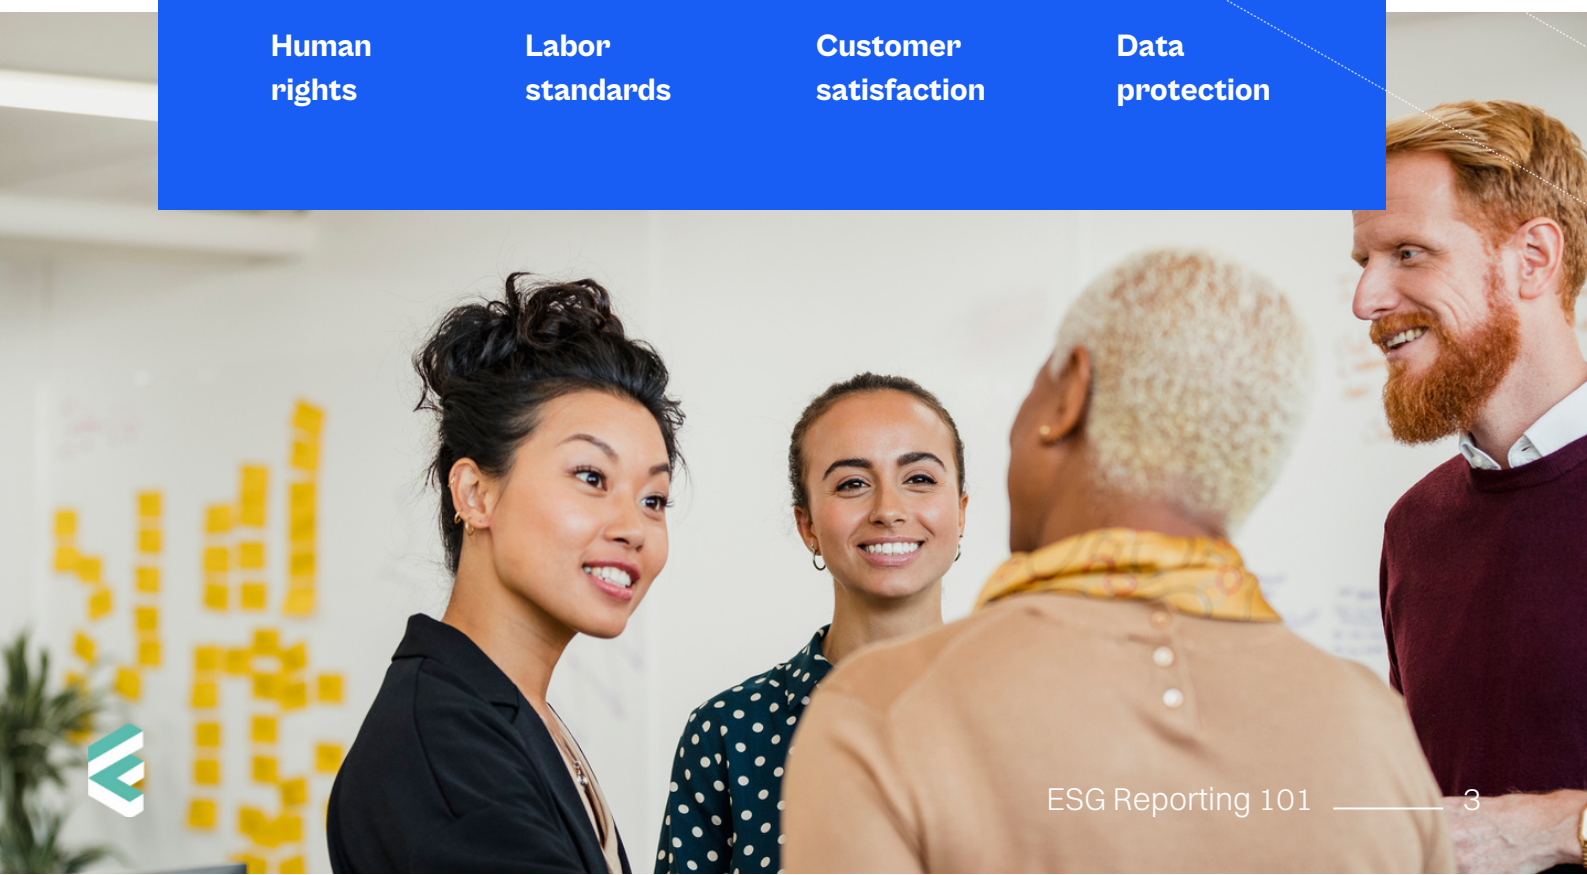 Human
rights
Labor
standards
Customer
satisfaction
Data
protection
ESG Reporting 101
3